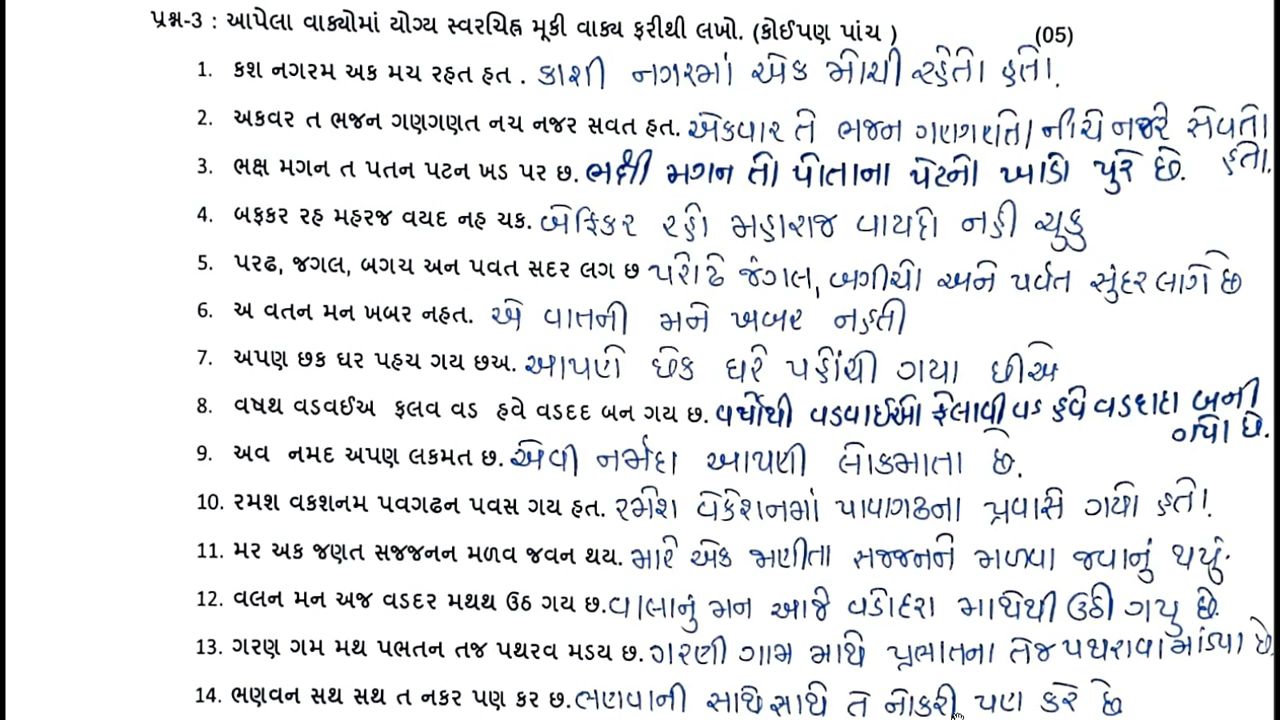 પ્રશ્ન-3 : આપેલા વાક્યોમાં યોગ્ય સ્વરચિહ્ન મૂકી વાક્ય ફરીથી લખો. (કોઈપણ પાંચ ) (05)
1. કશ નગરમ અક મચ રહત હત . કાશી નગરમાં એક મોચી રહેતો હતો.
2. અકવર ત ભજન ગણગણત નચ નજર સવત હત. એકવાર તે ભજન ગણગણતો નીચે નજરે સેવતો
હતો.
3. ભક્ષ મગન ત પતન પટન ખડ પર છ. ભક્ષી મગન તો પોતાના પેટનો ખાડો પુરે છે.
4. બફકર રહ મહરજ વયદ નહ ચક. બેફિકર રહો મહારાજ વાયદો નહી ચુકુ
5. પરઢ, જગલ, બગચ અન પવત સદર લગ છ પરોઢે જંગલ, બગીચો અને પર્વત સુંદર લાગે છે
6. અ વતન મન ખબર નહત. એ વાતની મને ખબર નહતી
7. અપણ છક ઘર પહચ ગય છઅ. આપણે છેક ઘરે પહોંચી ગયા છીએ
8. વષથ વડવઈઅ ફલવ વડ હવે વડદદ બન ગય છ. વર્ષોથી વડવાઈઓ ફેલાવી વડ હવે વડદાદા બની
ગયો છે.
9. અવ નમદ અપણ લકમત છ. એવી નર્મદા આપણી લોકમાતા છે.
10. રમશ વકશનમ પવગઢન પવસ ગય હત. રમેશ વેકેશનમાં પાવાગઢના પ્રવાસે ગયો હતો.
11. મર અક જણત સજજનન મળવ જવન થય. મારે એક જાણીતા સજ્જનને મળવા જવાનું થયું.
12. વલન મન અજ વડદર મથથ ઉઠ ગય છ. વાલાનું મન આજે વડોદરા માથેથી ઉઠી ગયુ છે.
13. ગરણ ગમ મથ પભતન તજ પથરવ મડય છ. ગરણી ગામ માથે પ્રભાતના તેજ પથરાવા માંડ્યા છે
14. ભણવન સથ સથ ત નકર પણ કર છ. ભણવાની સાથે સાથે તે નોકરી પણ કરે છે